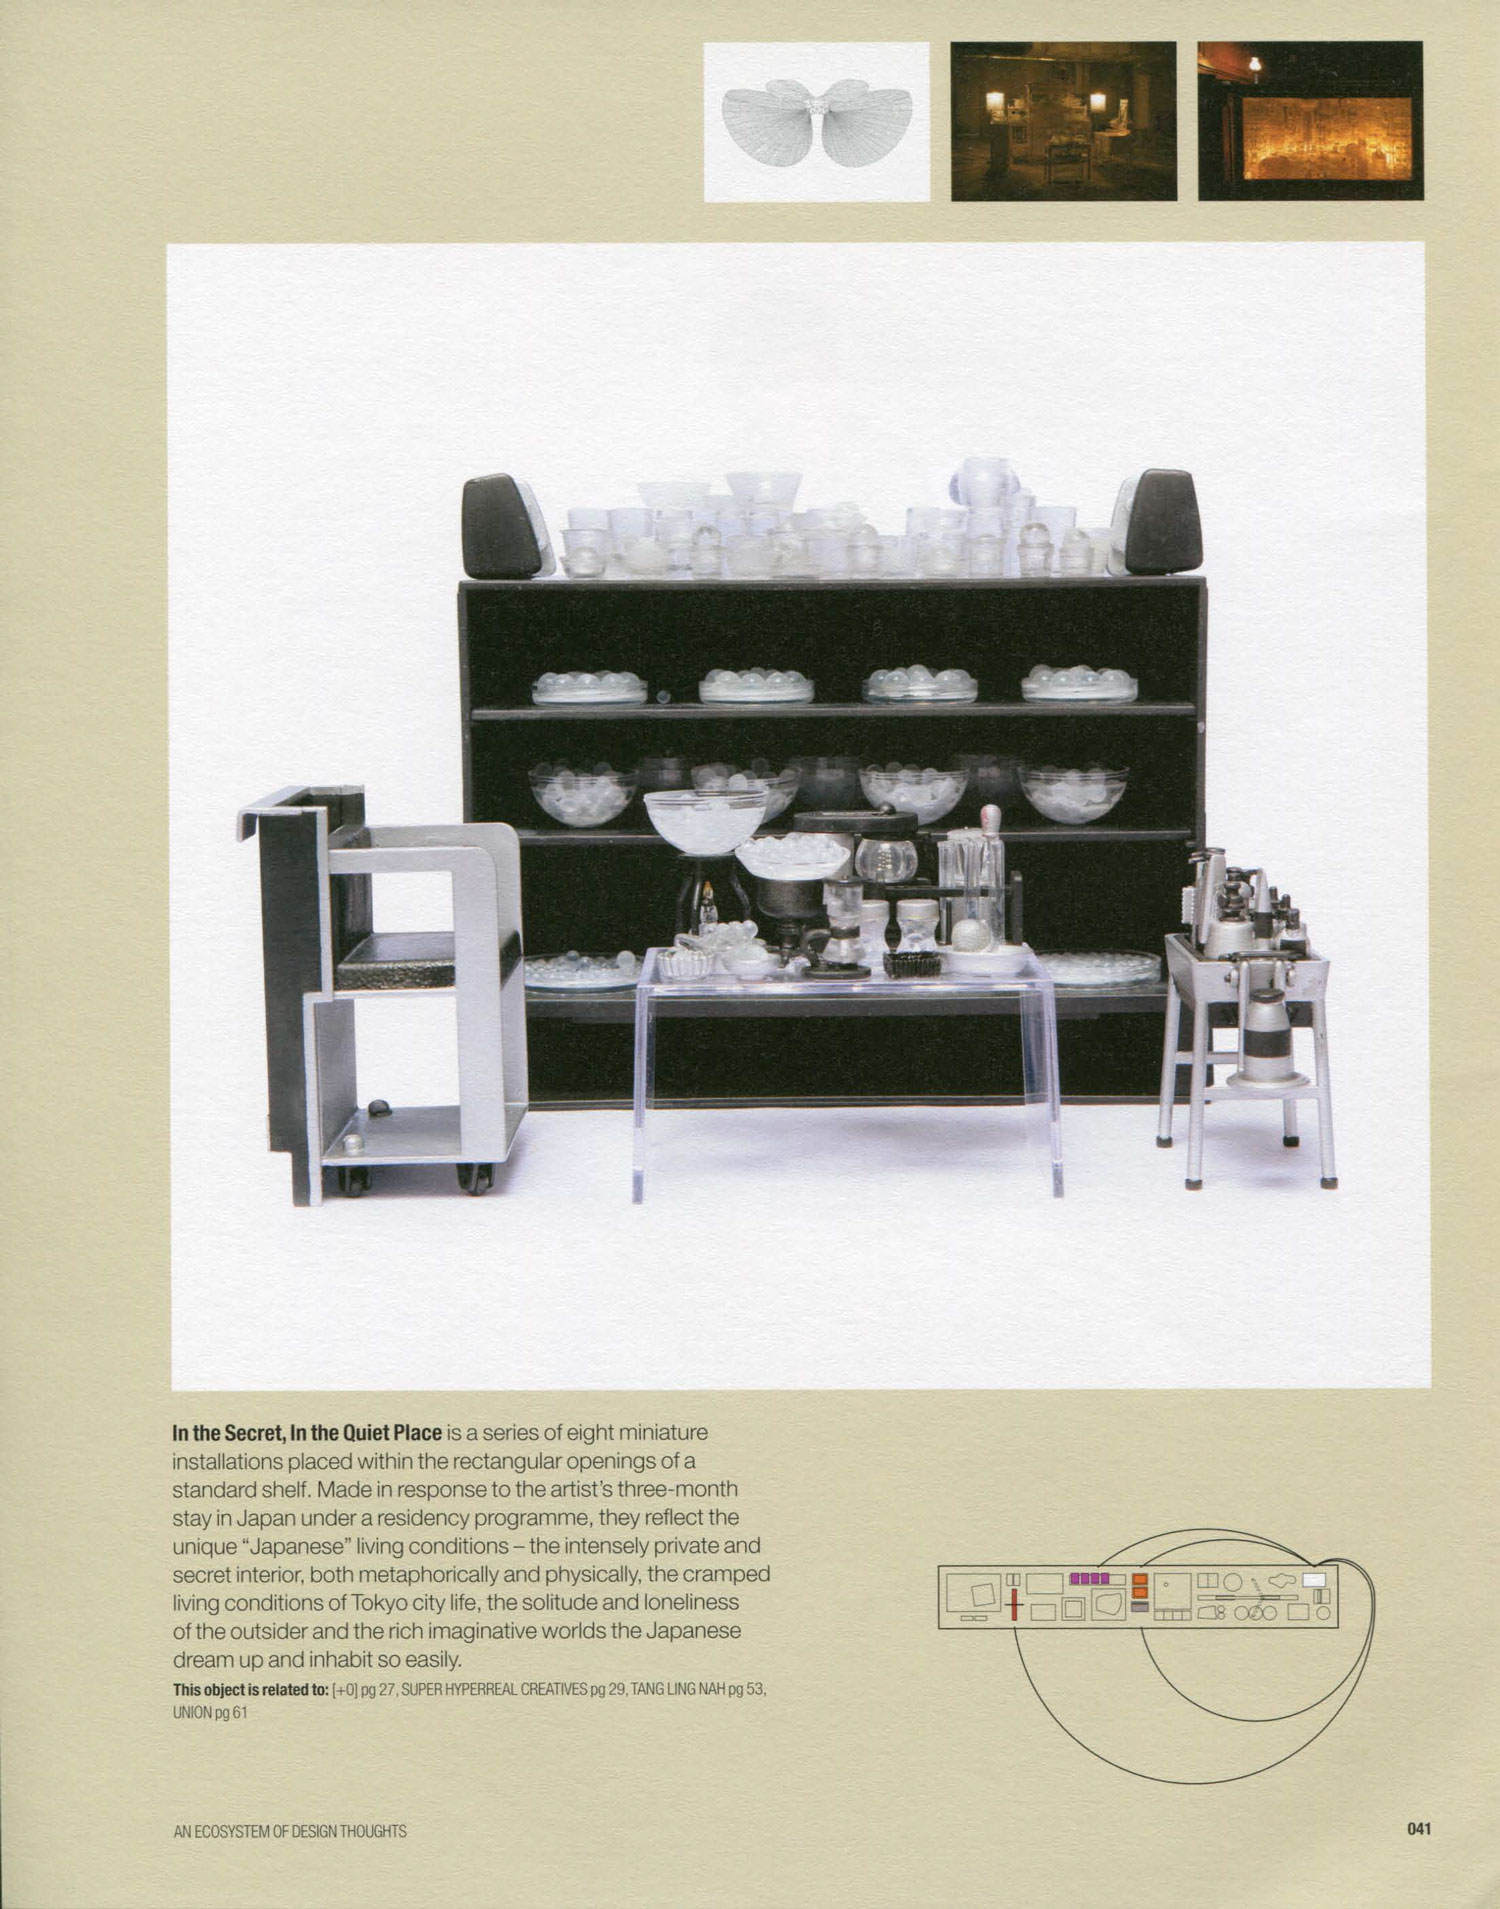 In the Secret, In the Quiet Place is a series of eight miniature
installations placed within the rectangular openings of a
standard shelf. Made in response to the artist’s three-month
stay in Japan under a residency programme, they reflect the
unique “Japanese” living conditions – the intensely private and
secret interior, both metaphorically and physically, the cramped
living conditions of Tokyo city life, the solitude and loneliness
of the outsider and the rich imaginative worlds the Japanese
dream up and inhabit so easily.
This object is related to: [+0] pg 27, SUPER HYPERREAL CREATIVES pg 29, TANG LING NAH pg 53,
UNION pg 61
AN ECOSYSTEM OF DESIGN THOUGHTS
041